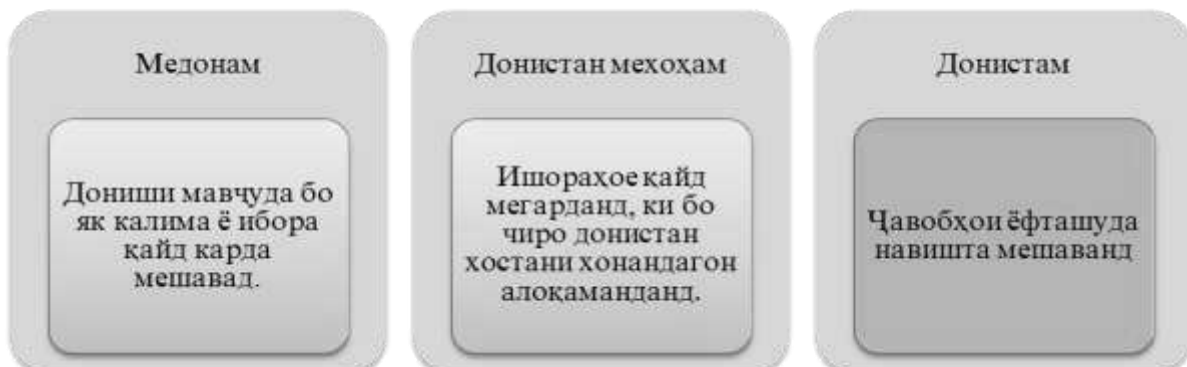 Медонам
Дониши мавҷуда бо
як калима ё ибора
қайд карда
мешавад.
Донистан мехоҳам
Ишораҳое қайд
мегарданд, ки бо
чиро донистан
хостани хонандагон
алоқаманданд.
Донистам
Ҷавобҳои ёфташуда
навишта мешаванд